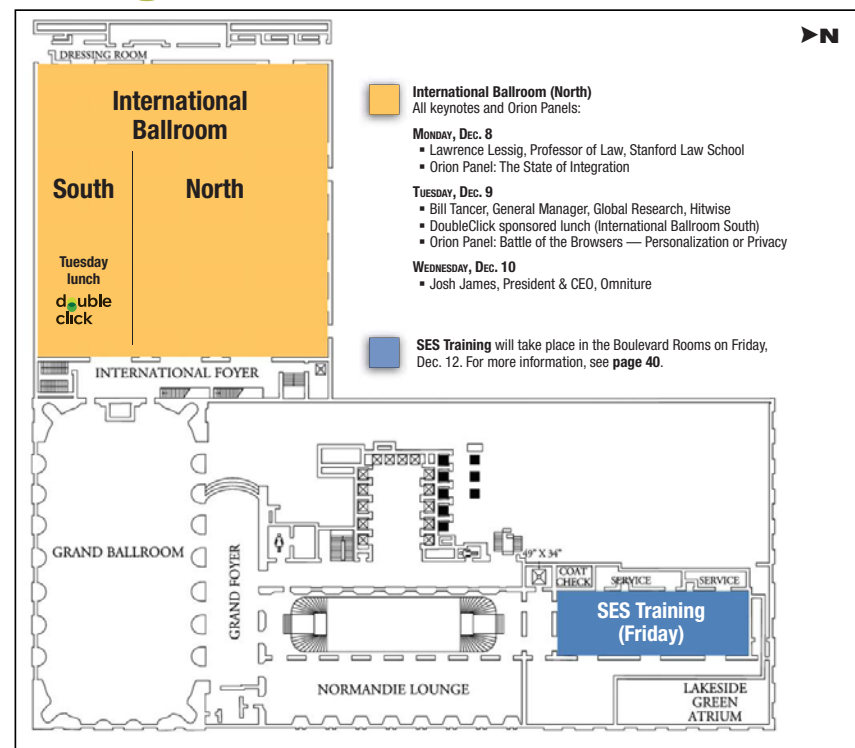 ➤N
DRESSING ROOM
International
Ballroom
South North
Tuesday
lunch
double
click
INTERNATIONAL FOYER
International Ballroom (North)
All keynotes and Orion Panels:
Monday, Dec. 8
▪ Lawrence Lessig, Professor of Law, Stanford Law School
▪ Orion Panel: The State of Integration
Tuesday, Dec. 9
▪ Bill Tancer, General Manager, Global Research, Hitwise
▪ DoubleClick sponsored lunch (International Ballroom South)
▪ Orion Panel: Battle of the Browsers — Personalization or Privacy
Wednesday, Dec. 10
▪ Josh James, President & CEO, Omniture
SES Training will take place in the Boulevard Rooms on Friday,
Dec. 12. For more information, see page 40.
GRAND BALLROOM
GRAND FOYER
49" X 34"
COAT
CHECK
SERVICE
SERVICE
SES Training
(Friday)
NORMANDIE LOUNGE
LAKESIDE
GREEN
ATRIUM